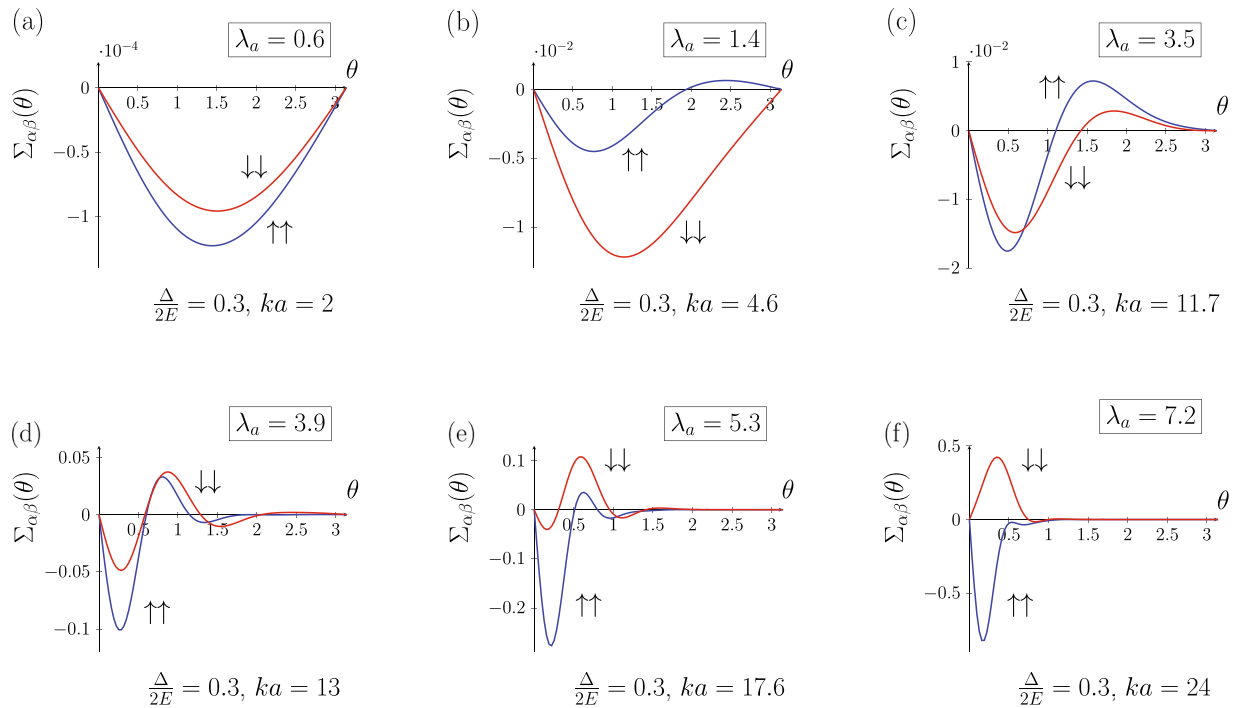 (a)
λ_a = 0.6
·10^−4
θ
Σ_αβ(θ)
0
0.5 1 1.5 2 2.5 3
−0.5
−1
↓↓
↑↑
Δ/2E = 0.3, ka = 2
(b)
λ_a = 1.4
·10^−2
θ
Σ_αβ(θ)
0
0.5 1 1.5 2 2.5 3
−0.5
−1
↑↑
↓↓
Δ/2E = 0.3, ka = 4.6
(c)
λ_a = 3.5
·10^−2
1
θ
Σ_αβ(θ)
0
0.5 1 1.5 2 2.5 3
−1
−2
↑↑
↓↓
Δ/2E = 0.3, ka = 11.7
(d)
λ_a = 3.9
0.05
θ
Σ_αβ(θ)
0
0.5 1 1.5 2 2.5 3
−0.05
−0.1
↓↓
↑↑
Δ/2E = 0.3, ka = 13
(e)
λ_a = 5.3
0.1
θ
Σ_αβ(θ)
0
0.5 1 1.5 2 2.5 3
−0.1
−0.2
↓↓
↑↑
Δ/2E = 0.3, ka = 17.6
(f)
λ_a = 7.2
0.5
θ
Σ_αβ(θ)
0
0.5 1 1.5 2 2.5 3
−0.5
↓↓
↑↑
Δ/2E = 0.3, ka = 24